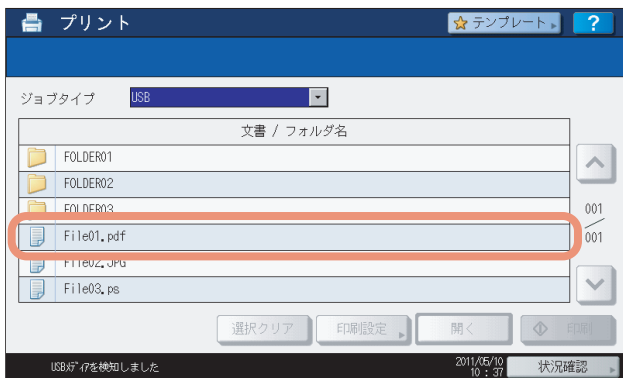 プリント
テンプレート
?
ジョブタイプ USB
文書 / フォルダ名
FOLDER01
FOLDER02
FOLDER03
001
File01.pdf
001
File02.JPG
File03.ps
選択クリア 印刷設定 開く 印刷
USBﾒﾃﾞｨｱを検知しました
2011/05/10
10 : 37
状況確認